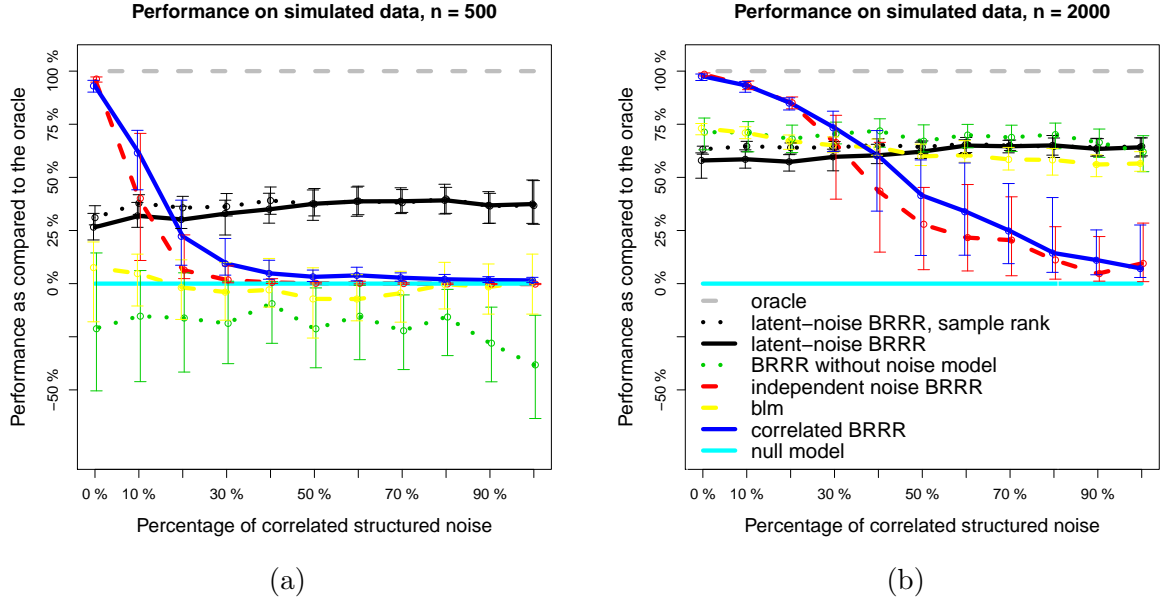 Performance on simulated data, n = 500
Performance as compared to the oracle
100 %
75 %
50 %
25 %
0 %
−50 %
0 %
10 %
30 %
50 %
70 %
90 %
Percentage of correlated structured noise
(a)
Performance on simulated data, n = 2000
Performance as compared to the oracle
100 %
75 %
50 %
25 %
0 %
−50 %
oracle
latent−noise BRRR, sample rank
latent−noise BRRR
BRRR without noise model
independent noise BRRR
blm
correlated BRRR
null model
0 %
10 %
30 %
50 %
70 %
90 %
Percentage of correlated structured noise
(b)